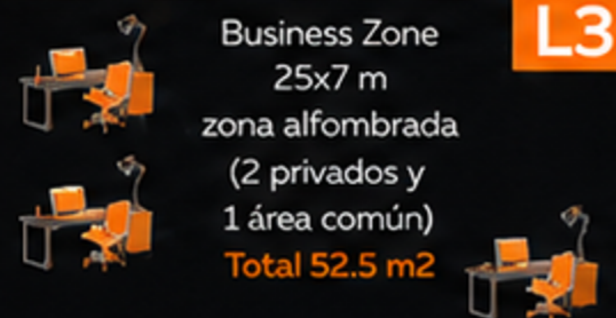 L3
Business Zone
25x7 m
zona alfombrada
(2 privados y
1 área común)
Total 52.5 m2